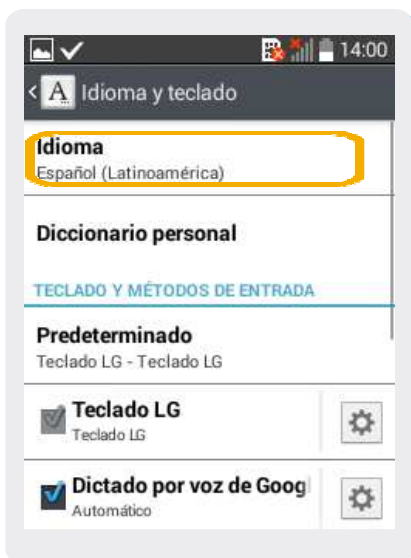 14:00
Idioma y teclado
Idioma
Español (Latinoamérica)
Diccionario personal
TECLADO Y MÉTODOS DE ENTRADA
Predeterminado
Teclado LG - Teclado LG
Teclado LG
Teclado LG
Dictado por voz de Goog
Automático